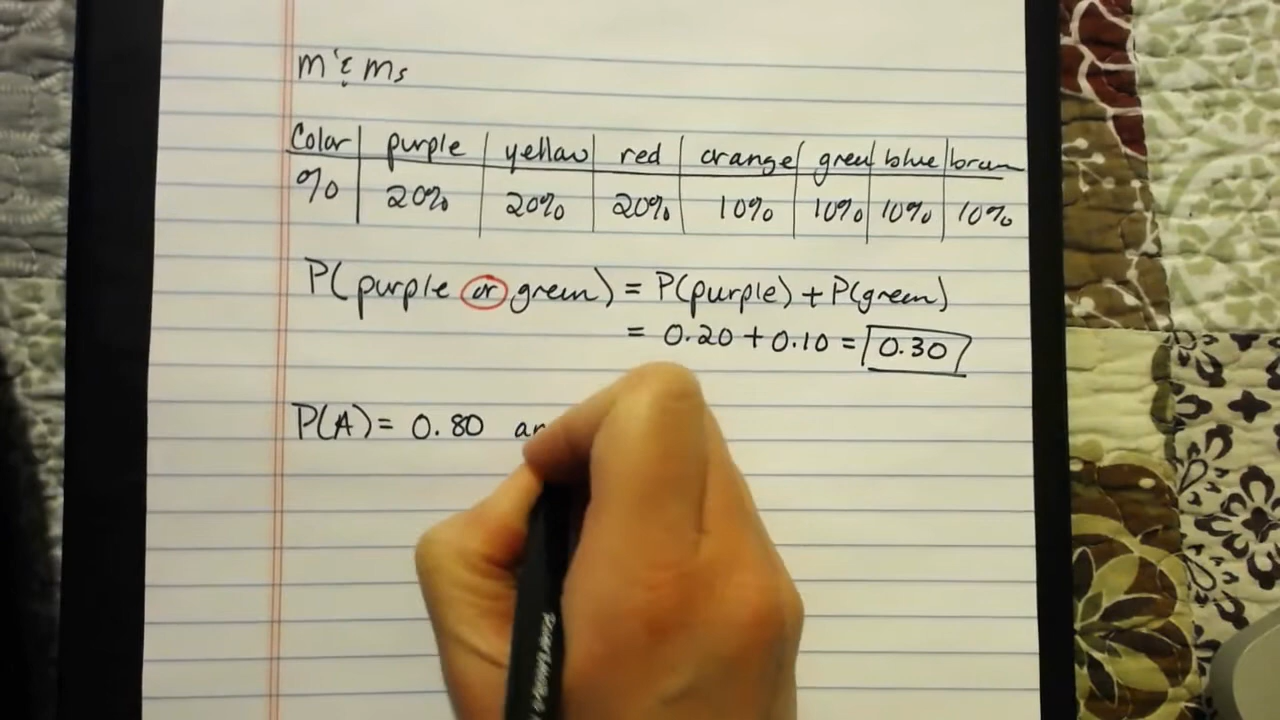 m & ms
Color purple yellow red orange green blue brown
% 20% 20% 20% 10% 10% 10% 10%
P(purple or green) = P(purple) + P(green)
= 0.20 + 0.10 = 0.30
P(A) = 0.80 an